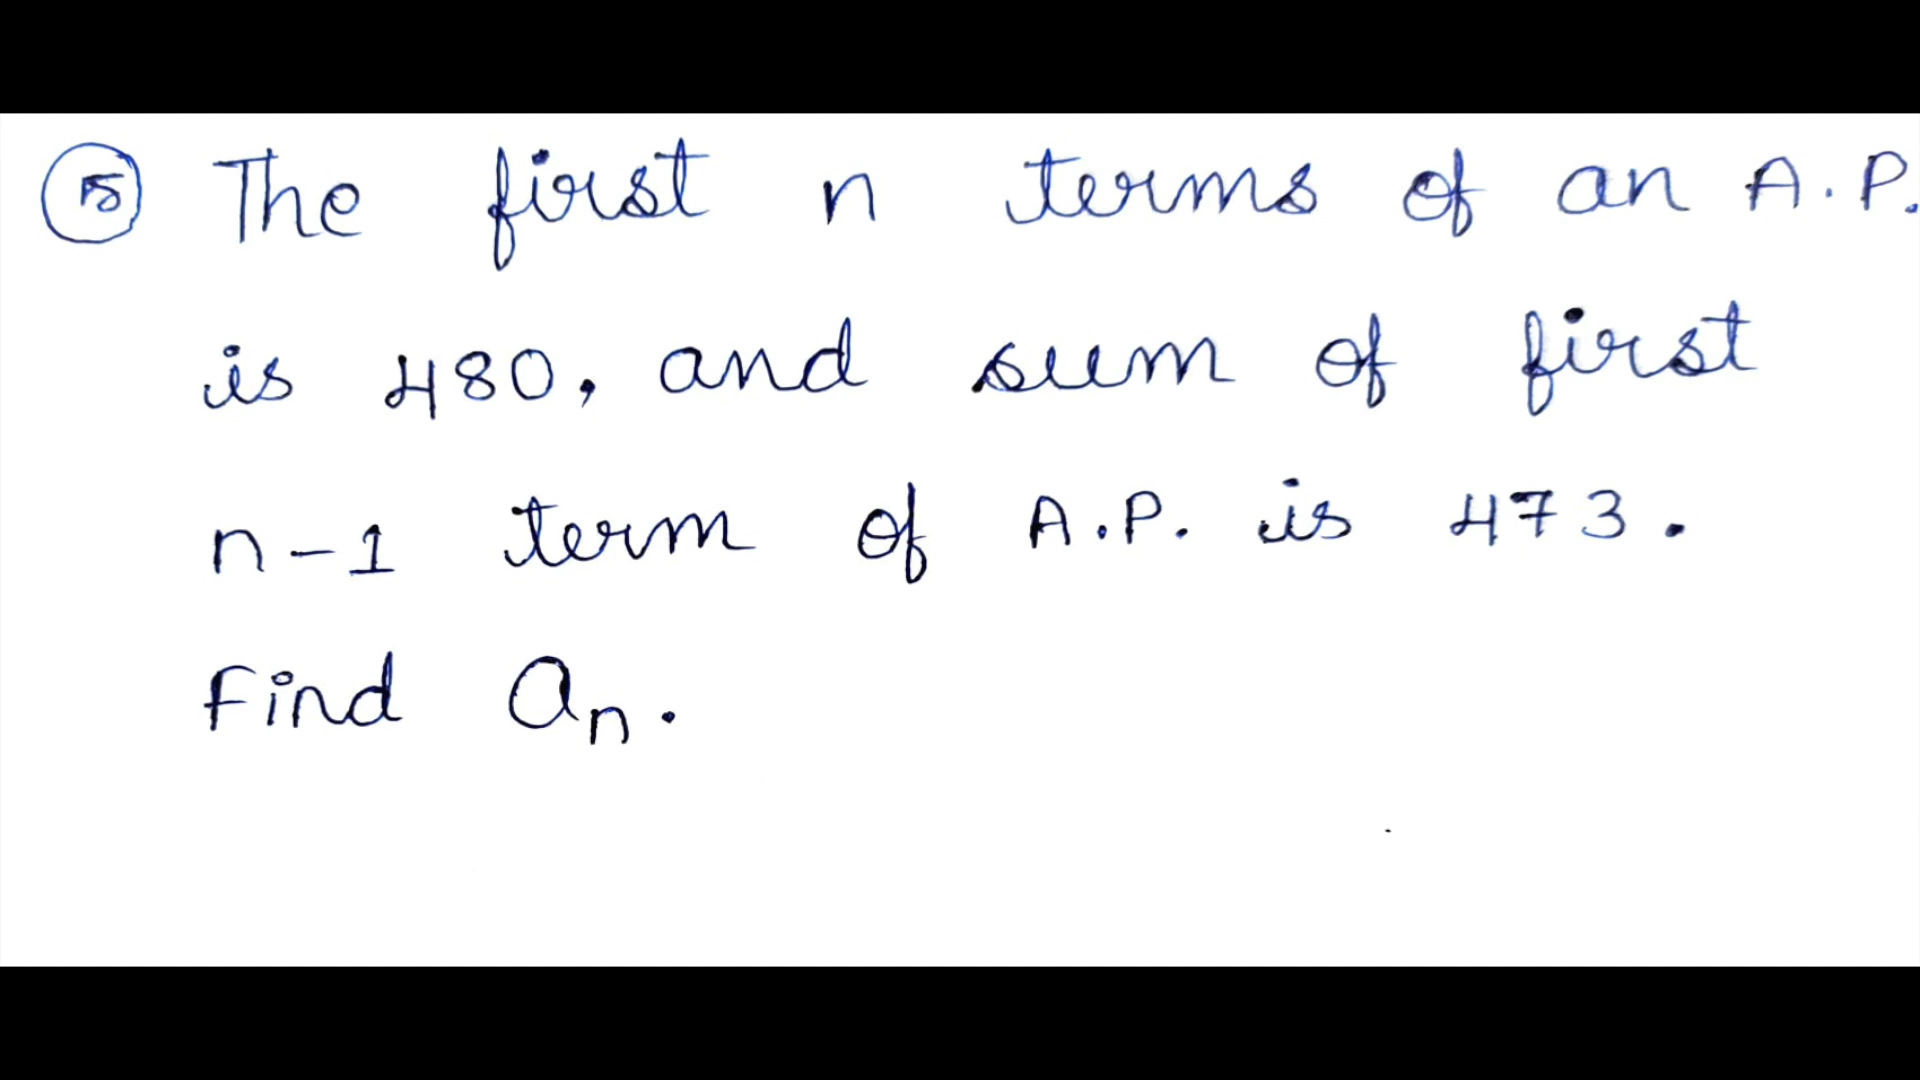 15 The first n terms of an A.P.
is 480, and sum of first
n-1 term of A.P. is 473.
Find an.